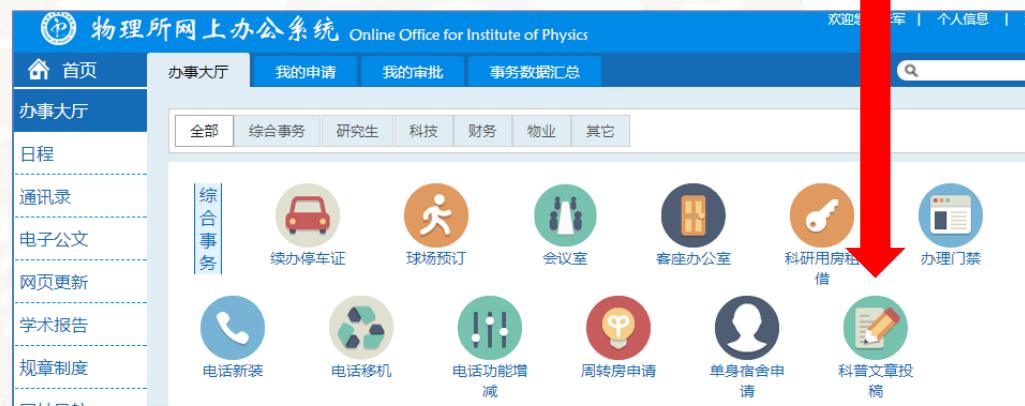 物理所网上办公系统 Online Office for Institute of Physics
欢迎 军 | 个人信息 |
首页
办事大厅 我的申请 我的审批 事务数据汇总
办事大厅
全部 综合事务 研究生 科技 财务 物业 其它
日程
通讯录
电子公文
网页更新
学术报告
规章制度
综合事务
续办停车证 球场预订 会议室 客座办公室 科研用房租 办理门禁
借
电话新装 电话移机 电话功能增 周转房申请 单身宿舍申 科普文章投
减 请 稿